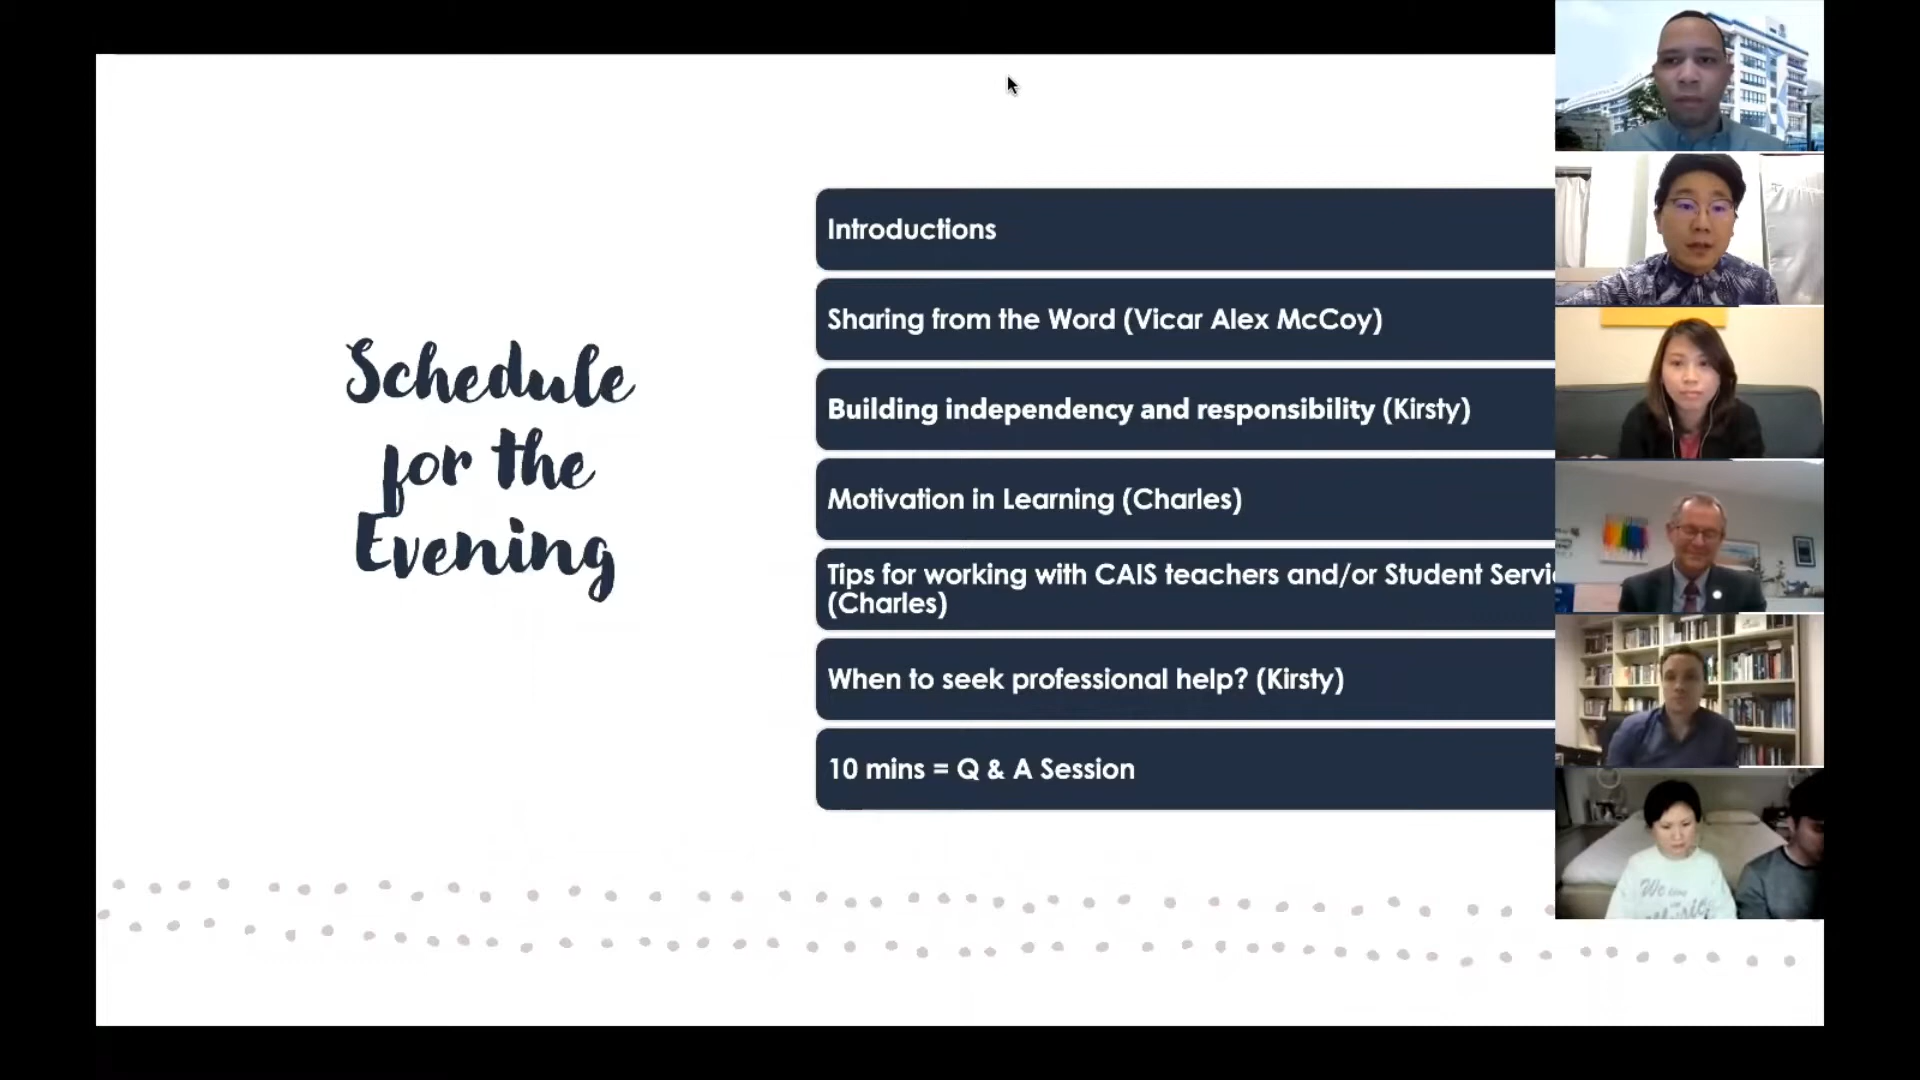 Schedule
for the
Evening
Introductions
Sharing from the Word (Vicar Alex McCoy)
Building independency and responsibility (Kirsty)
Motivation in Learning (Charles)
Tips for working with CAIS teachers and/or Student Servi
(Charles)
When to seek professional help? (Kirsty)
10 mins = Q & A Session
We